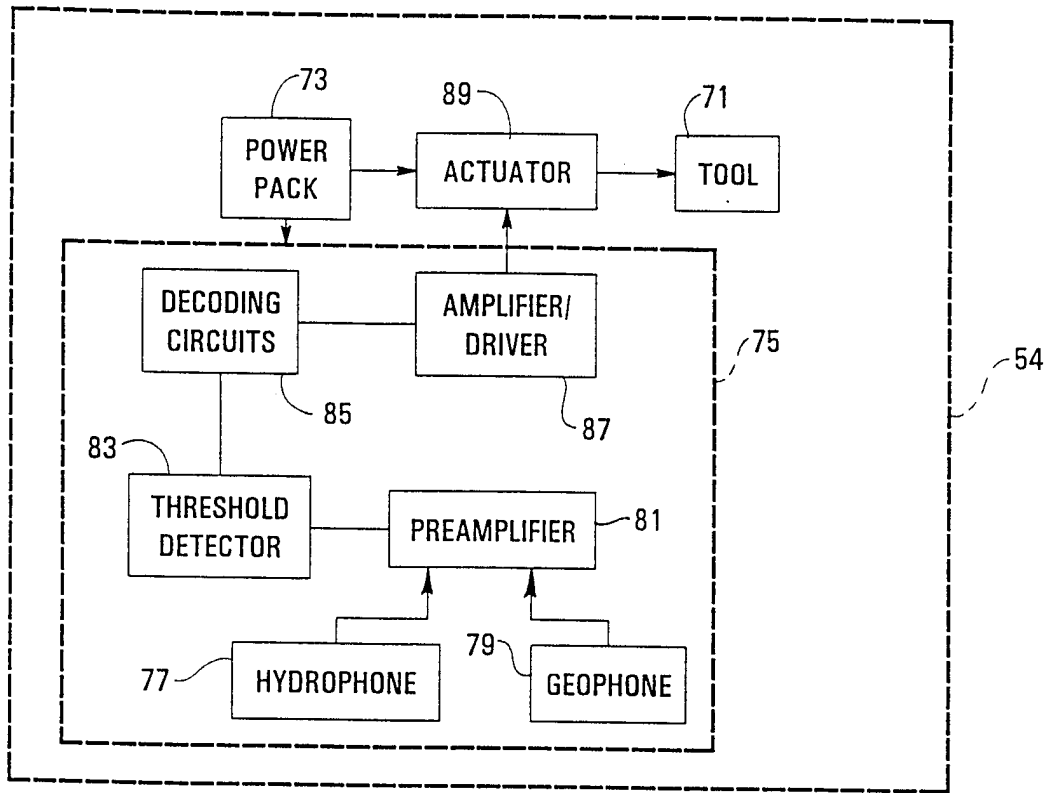 73
89
71
POWER
PACK
ACTUATOR
TOOL
DECODING
CIRCUITS
AMPLIFIER/
DRIVER
75
54
85
87
83
THRESHOLD
DETECTOR
PREAMPLIFIER
81
77
HYDROPHONE
79
GEOPHONE